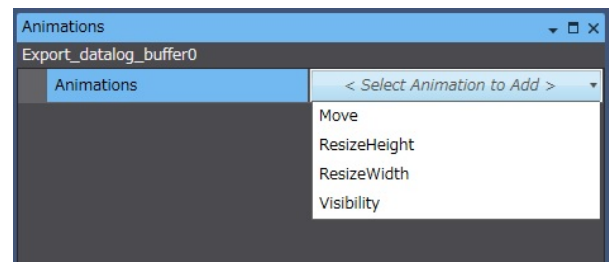 Animations
Export_datalog_buffer0
Animations < Select Animation to Add >
Move
ResizeHeight
ResizeWidth
Visibility